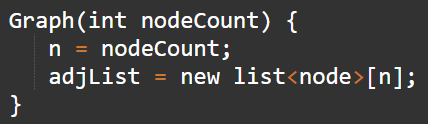 Graph(int nodeCount) {
    n = nodeCount;
    adjList = new list<node>[n];
}